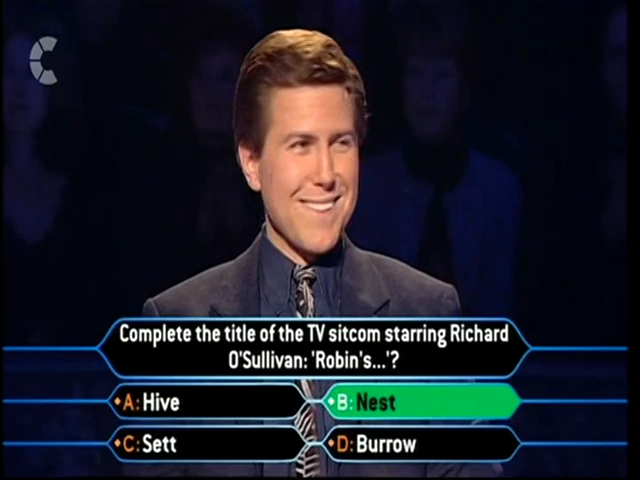 Complete the title of the TV sitcom starring Richard
O'Sullivan: 'Robin's...'?
A: Hive
B: Nest
C: Sett
D: Burrow